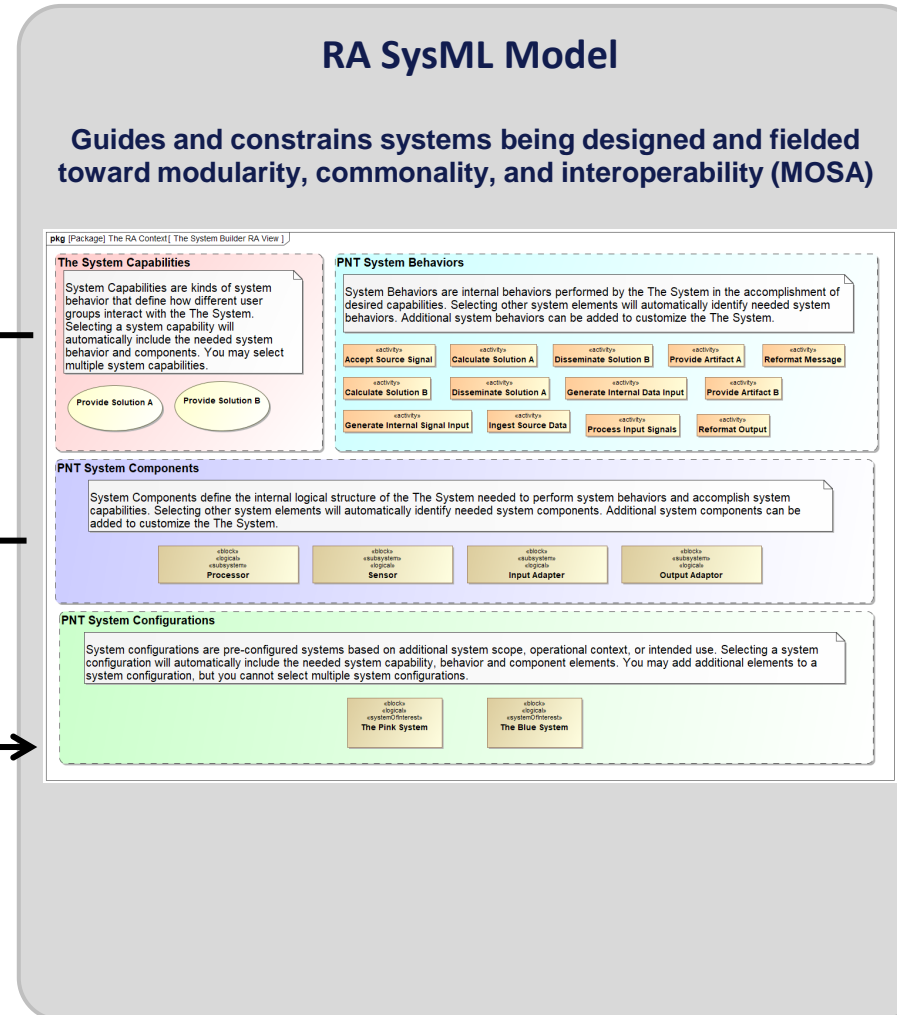 RA SysML Model
Guides and constrains systems being designed and fielded
toward modularity, commonality, and interoperability (MOSA)
pkg [Package] The RA Context[ The System Builder RA View ]
The System Capabilities
System Capabilities are kinds of system
behavior that define how different user
groups interact with the The System.
Selecting a system capability will
automatically include the needed system
behavior and components. You may select
multiple system capabilities.
Provide Solution A
Provide Solution B
PNT System Behaviors
System Behaviors are internal behaviors performed by the The System in the accomplishment of
desired capabilities. Selecting other system elements will automatically identify needed system
behaviors. Additional system behaviors can be added to customize the The System.
«activity»
Accept Source Signal
«activity»
Calculate Solution A
«activity»
Disseminate Solution B
«activity»
Provide Artifact A
«activity»
Reformat Message
«activity»
Calculate Solution B
«activity»
Disseminate Solution A
«activity»
Generate Internal Data Input
«activity»
Provide Artifact B
«activity»
Generate Internal Signal Input
«activity»
Ingest Source Data
«activity»
Process Input Signals
«activity»
Reformat Output
PNT System Components
System Components define the internal logical structure of the The System needed to perform system behaviors and accomplish system
capabilities. Selecting other system elements will automatically identify needed system components. Additional system components can be
added to customize the The System.
«block»
«logical»
«subsystem»
Processor
«block»
«subsystem»
«logical»
Sensor
«block»
«subsystem»
«logical»
Input Adapter
«block»
«subsystem»
«logical»
Output Adaptor
PNT System Configurations
System configurations are pre-configured systems based on additional system scope, operational context, or intended use. Selecting a system
configuration will automatically include the needed system capability, behavior and component elements. You may add additional elements to a
system configuration, but you cannot select multiple system configurations.
«block»
«logical»
«systemOfInterest»
The Pink System
«block»
«logical»
«systemOfInterest»
The Blue System